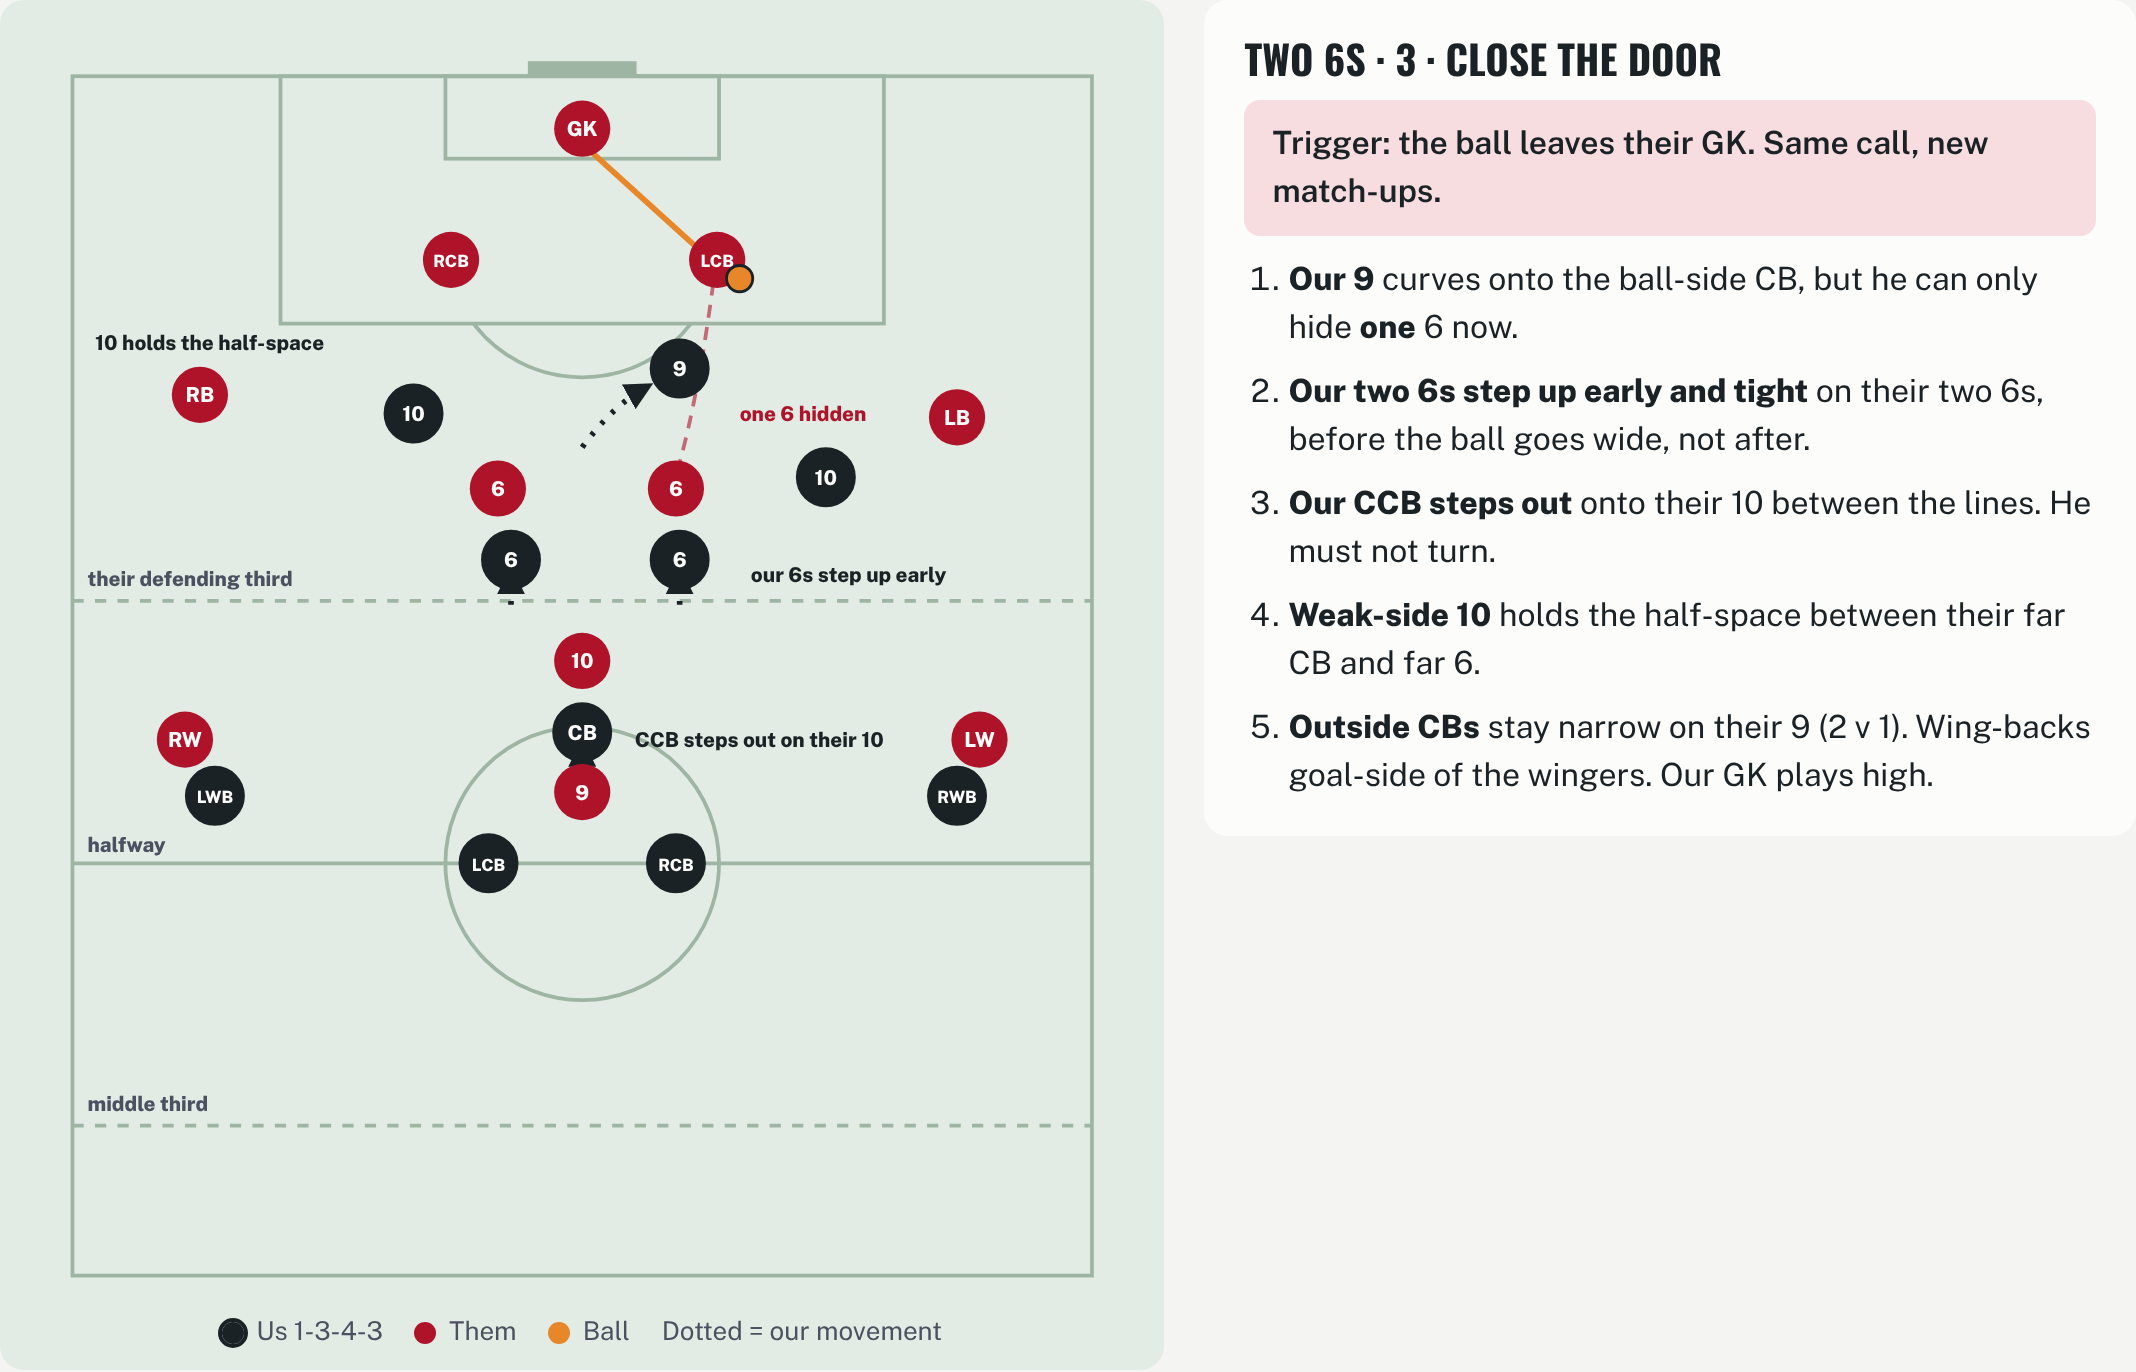 GK
RCB
LCB
10 holds the half-space
RB
10
9
one 6 hidden
LB
10
6
6
6
6
our 6s step up early
their defending third
10
RW
CB
CCB steps out on their 10
LW
LWB
9
RWB
halfway
LCB
RCB
middle third
Us 1-3-4-3
Them
Ball
Dotted = our movement
TWO 6S · 3 · CLOSE THE DOOR
Trigger: the ball leaves their GK. Same call, new
match-ups.
1. Our 9 curves onto the ball-side CB, but he can only
hide one 6 now.
2. Our two 6s step up early and tight on their two 6s,
before the ball goes wide, not after.
3. Our CCB steps out onto their 10 between the lines. He
must not turn.
4. Weak-side 10 holds the half-space between their far
CB and far 6.
5. Outside CBs stay narrow on their 9 (2 v 1). Wing-backs
goal-side of the wingers. Our GK plays high.